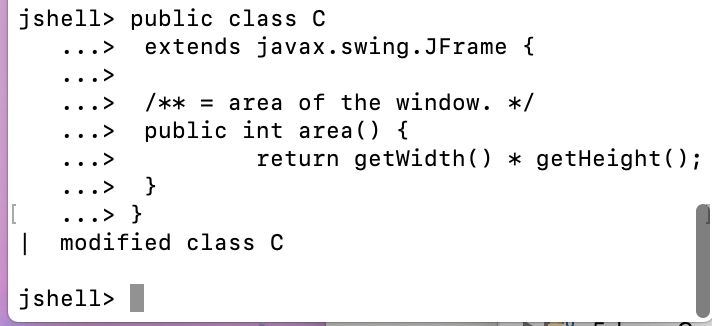 jshell> public class C
   ...>  extends javax.swing.JFrame {
   ...>
   ...>  /** = area of the window. */
   ...>  public int area() {
   ...>          return getWidth() * getHeight();
   ...>  }
[  ...> }
|  modified class C
jshell>